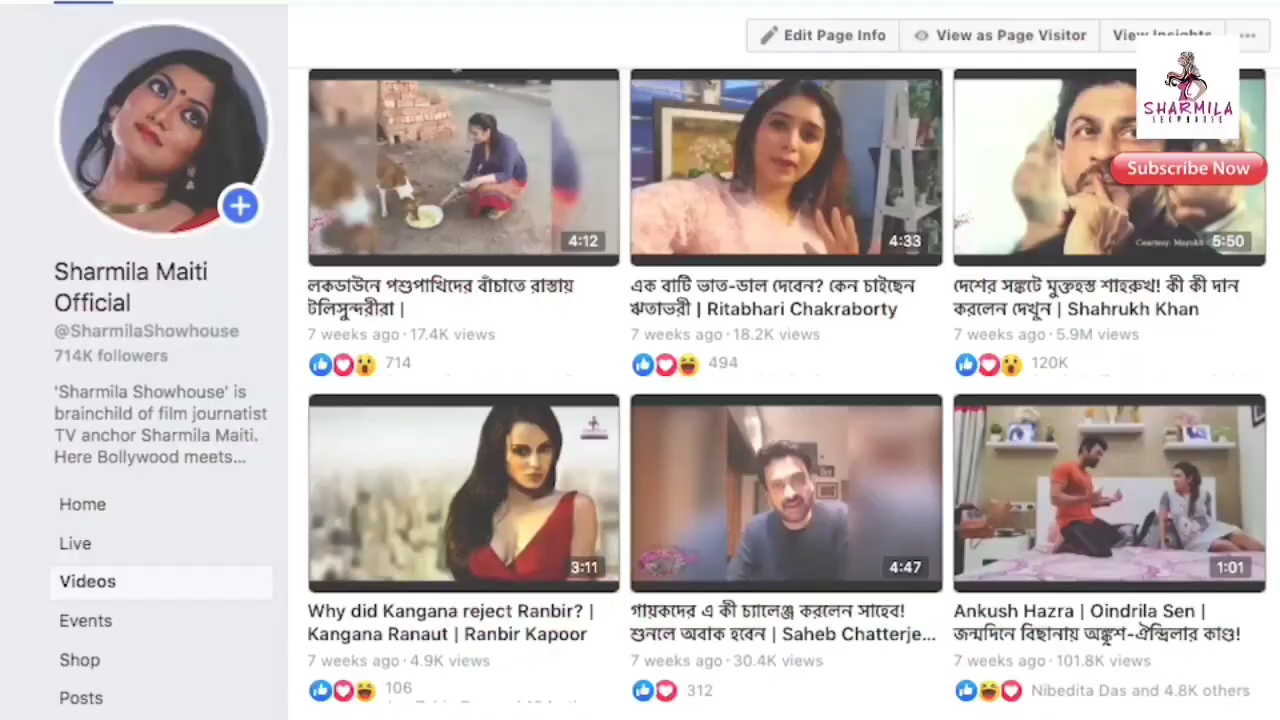 Edit Page Info
View as Page Visitor
View Insights
SHARMILA
SHOWHOUSE
Subscribe Now
Sharmila Maiti
Official
@SharmilaShowhouse
714K followers
'Sharmila Showhouse' is
brainchild of film journatist
TV anchor Sharmila Maiti.
Here Bollywood meets...
Home
Live
Videos
Events
Shop
Posts
4:12
লকডাউনে পশুপাখিদের বাঁচাতে রাস্তায়
টলিসুন্দরীরা |
7 weeks ago · 17.4K views
714
4:33
এক বাটি ভাত-ডাল দেবেন? কেন চাইছেন
ঋতাভরী | Ritabhari Chakraborty
7 weeks ago · 18.2K views
494
5:50
দেশের সঙ্কটে মুক্তহস্ত শাহরুখ! কী কী দান
করলেন দেখুন | Shahrukh Khan
7 weeks ago · 5.9M views
120K
3:11
Why did Kangana reject Ranbir? |
Kangana Ranaut | Ranbir Kapoor
7 weeks ago · 4.9K views
106
4:47
গায়কদের এ কী চ্যালেঞ্জ করলেন সাহেব!
শুনলে অবাক হবেন | Saheb Chatterje...
7 weeks ago · 30.4K views
312
1:01
Ankush Hazra | Oindrila Sen |
জন্মদিনে বিছানায় অঙ্কুশ-ঐন্দ্রিলার কাণ্ড!
7 weeks ago · 101.8K views
Nibedita Das and 4.8K others